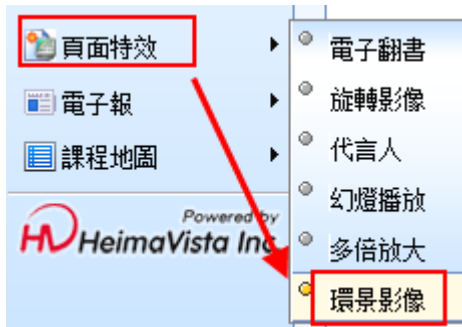 頁面特效
電子報
課程地圖
Powered by
HeimaVista Inc
電子翻書
旋轉影像
代言人
幻燈播放
多倍放大
環景影像